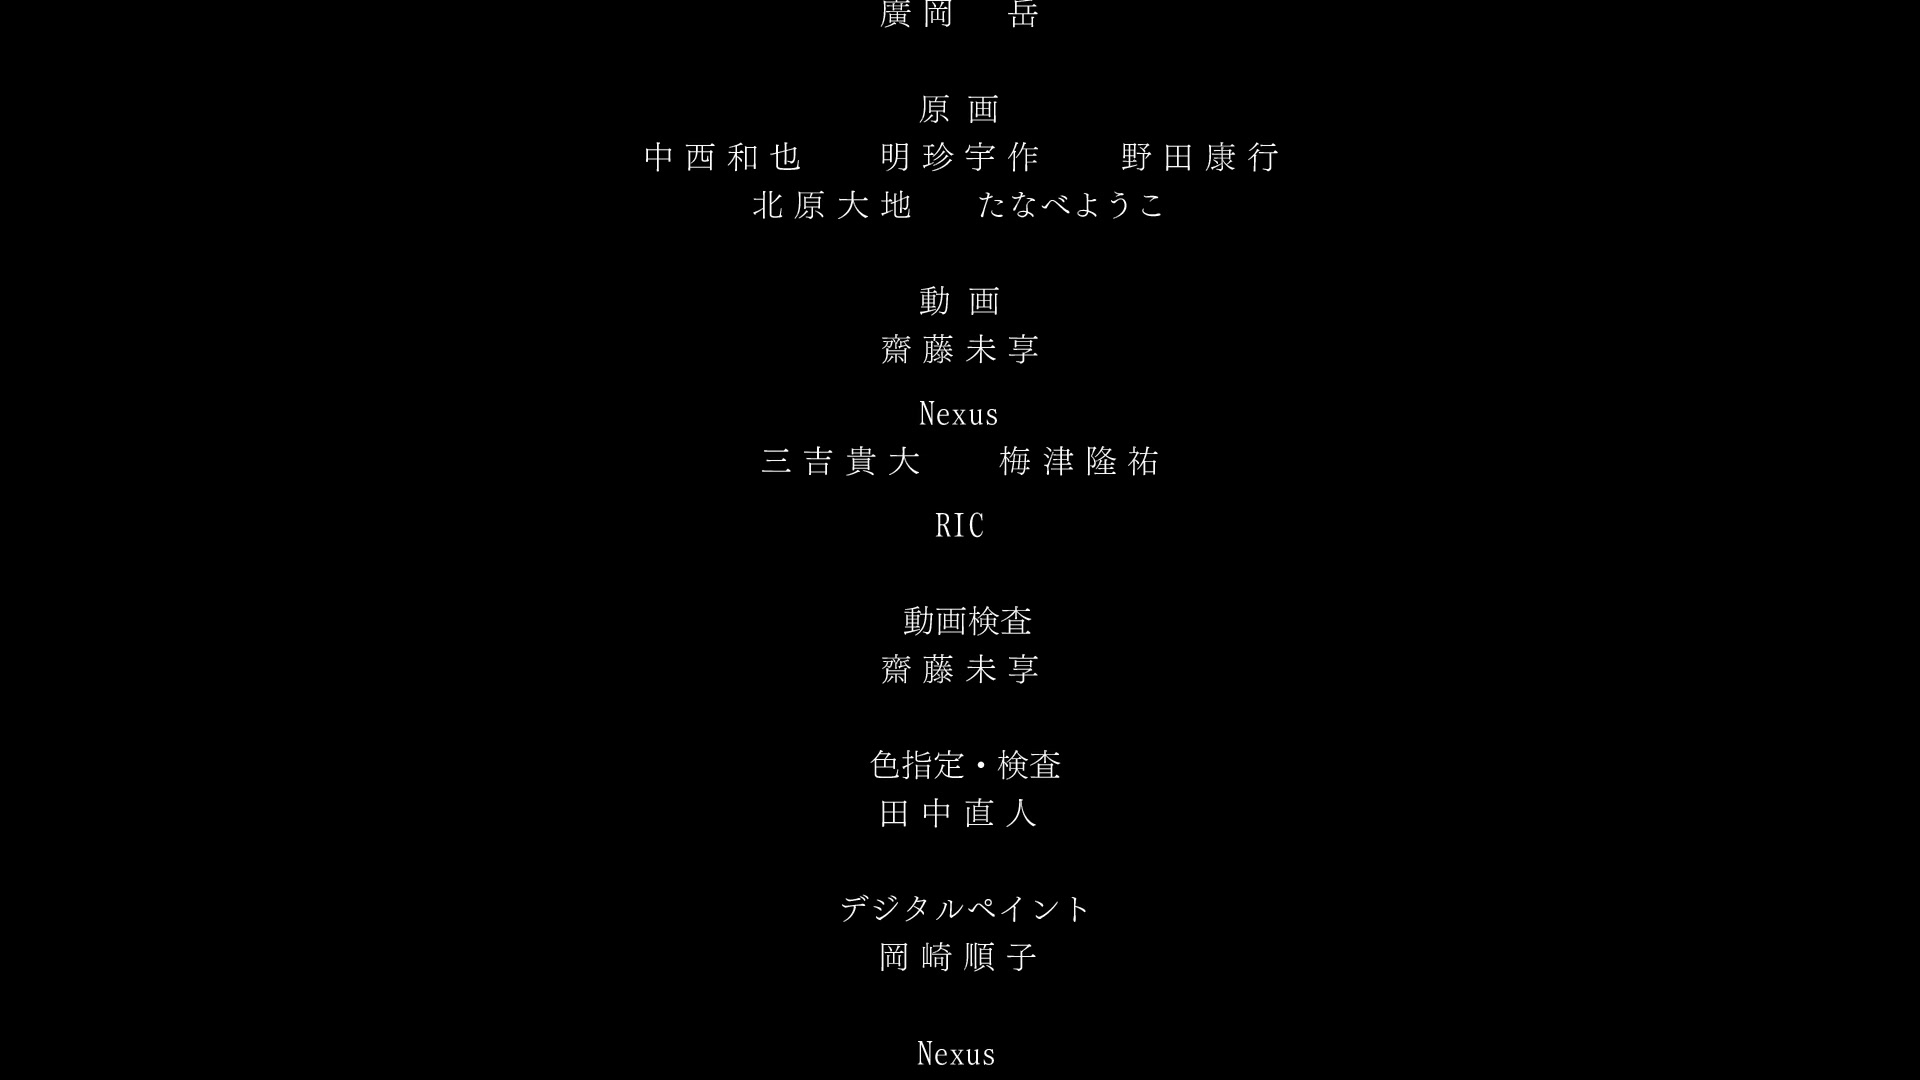 廣岡 岳
原画
中西和也 明珍宇作 野田康行
北原大地 たなべようこ
動画
齋藤未享
Nexus
三吉貴大 梅津隆祐
RIC
動画検査
齋藤未享
色指定・検査
田中直人
デジタルペイント
岡崎順子
Nexus